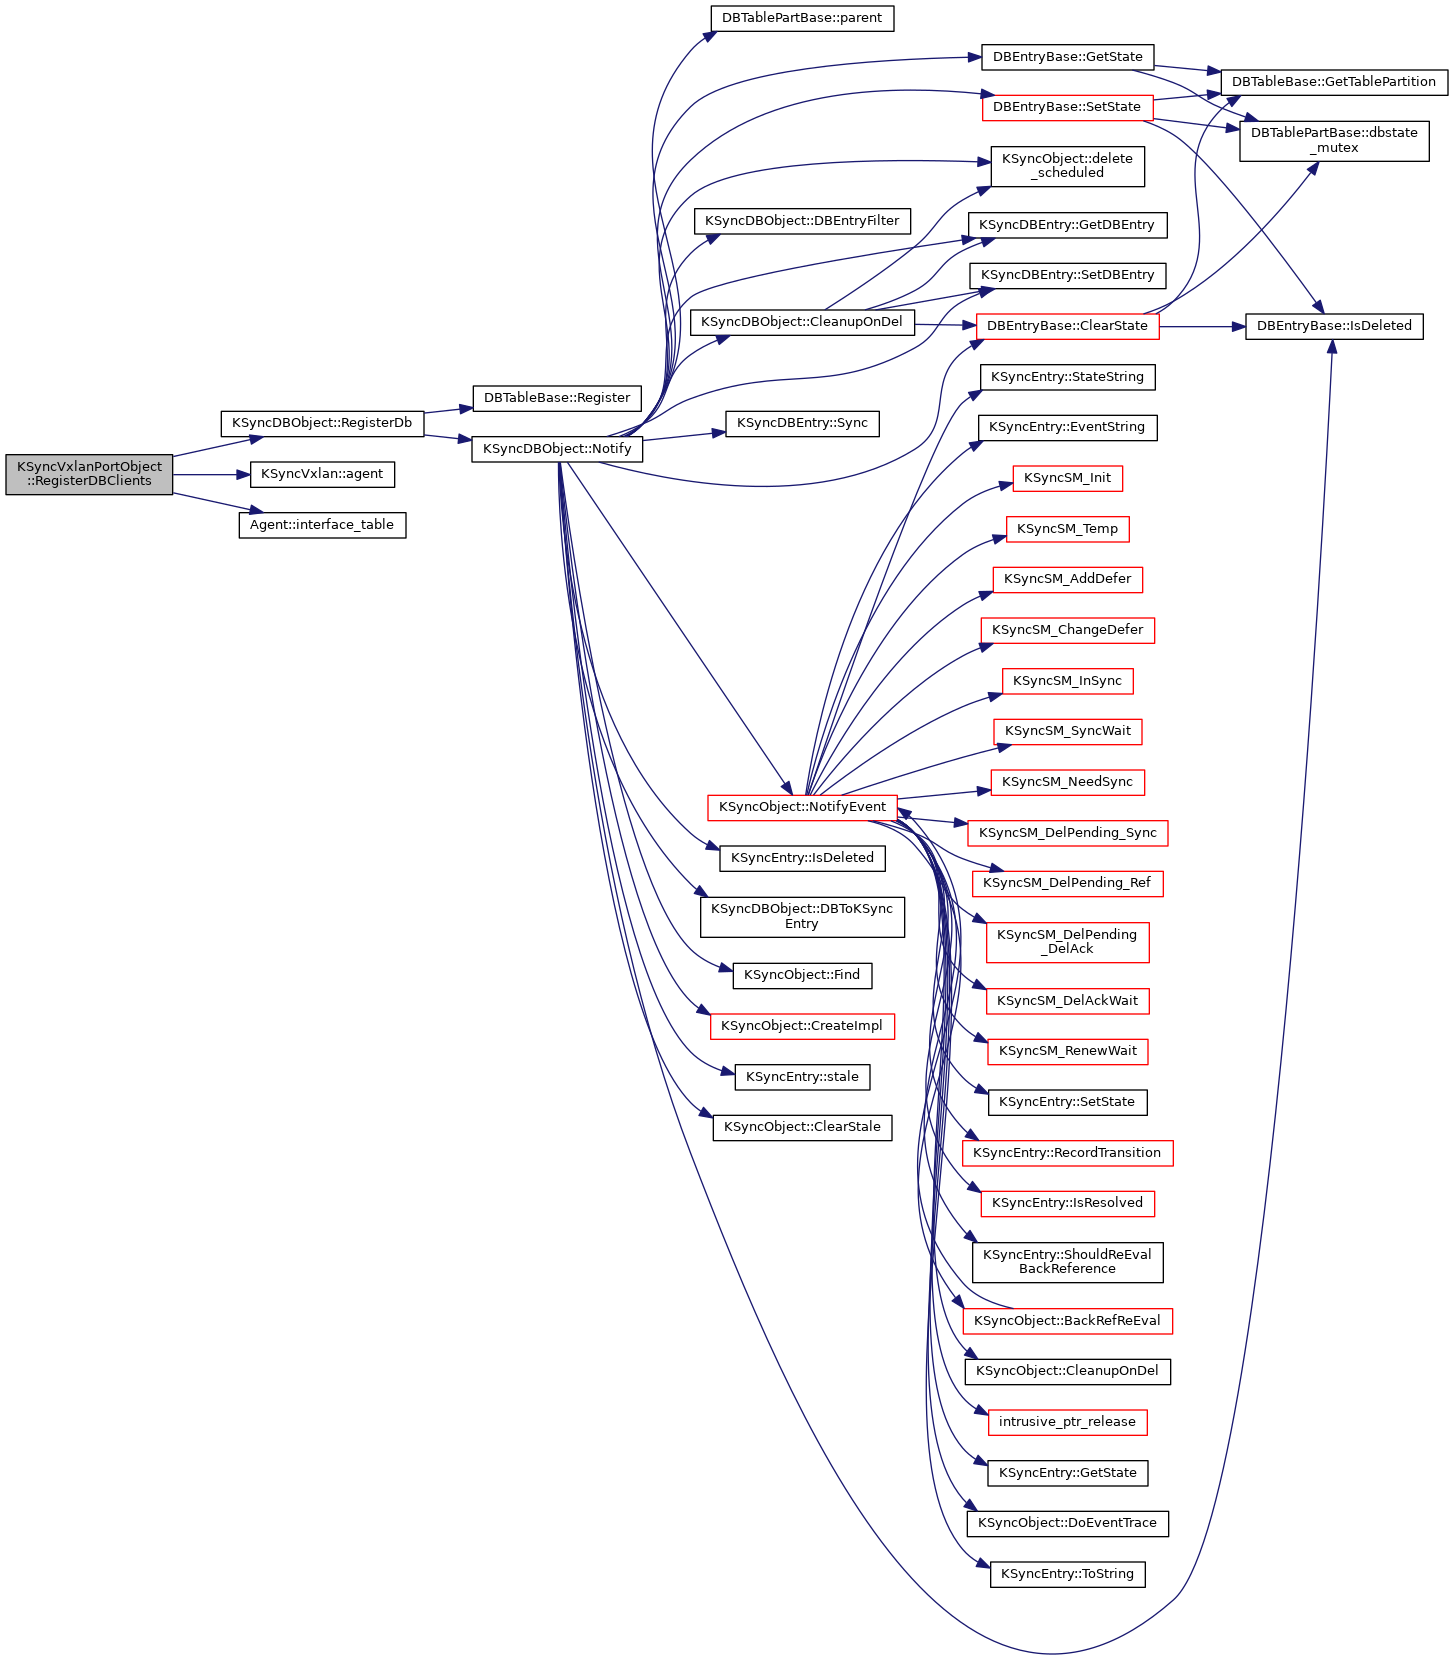 KSyncVxlanPortObject
::RegisterDBClients
KSyncDBObject::RegisterDb
KSyncVxlan::agent
Agent::interface_table
DBTableBase::Register
KSyncDBObject::Notify
DBTablePartBase::parent
KSyncDBObject::DBEntryFilter
KSyncDBObject::CleanupOnDel
KSyncDBEntry::Sync
KSyncObject::NotifyEvent
KSyncEntry::IsDeleted
KSyncDBObject::DBToKSync
Entry
KSyncObject::Find
KSyncObject::CreateImpl
KSyncEntry::stale
KSyncObject::ClearStale
DBEntryBase::GetState
DBEntryBase::SetState
KSyncObject::delete
_scheduled
KSyncDBEntry::GetDBEntry
KSyncDBEntry::SetDBEntry
DBEntryBase::ClearState
KSyncEntry::StateString
KSyncEntry::EventString
KSyncSM_Init
KSyncSM_Temp
KSyncSM_AddDefer
KSyncSM_ChangeDefer
KSyncSM_InSync
KSyncSM_SyncWait
KSyncSM_NeedSync
KSyncSM_DelPending_Sync
KSyncSM_DelPending_Ref
KSyncSM_DelPending
_DelAck
KSyncSM_DelAckWait
KSyncSM_RenewWait
KSyncEntry::SetState
KSyncEntry::RecordTransition
KSyncEntry::IsResolved
KSyncEntry::ShouldReEval
BackReference
KSyncObject::BackRefReEval
KSyncObject::CleanupOnDel
intrusive_ptr_release
KSyncEntry::GetState
KSyncObject::DoEventTrace
KSyncEntry::ToString
DBTableBase::GetTablePartition
DBTablePartBase::dbstate
_mutex
DBEntryBase::IsDeleted